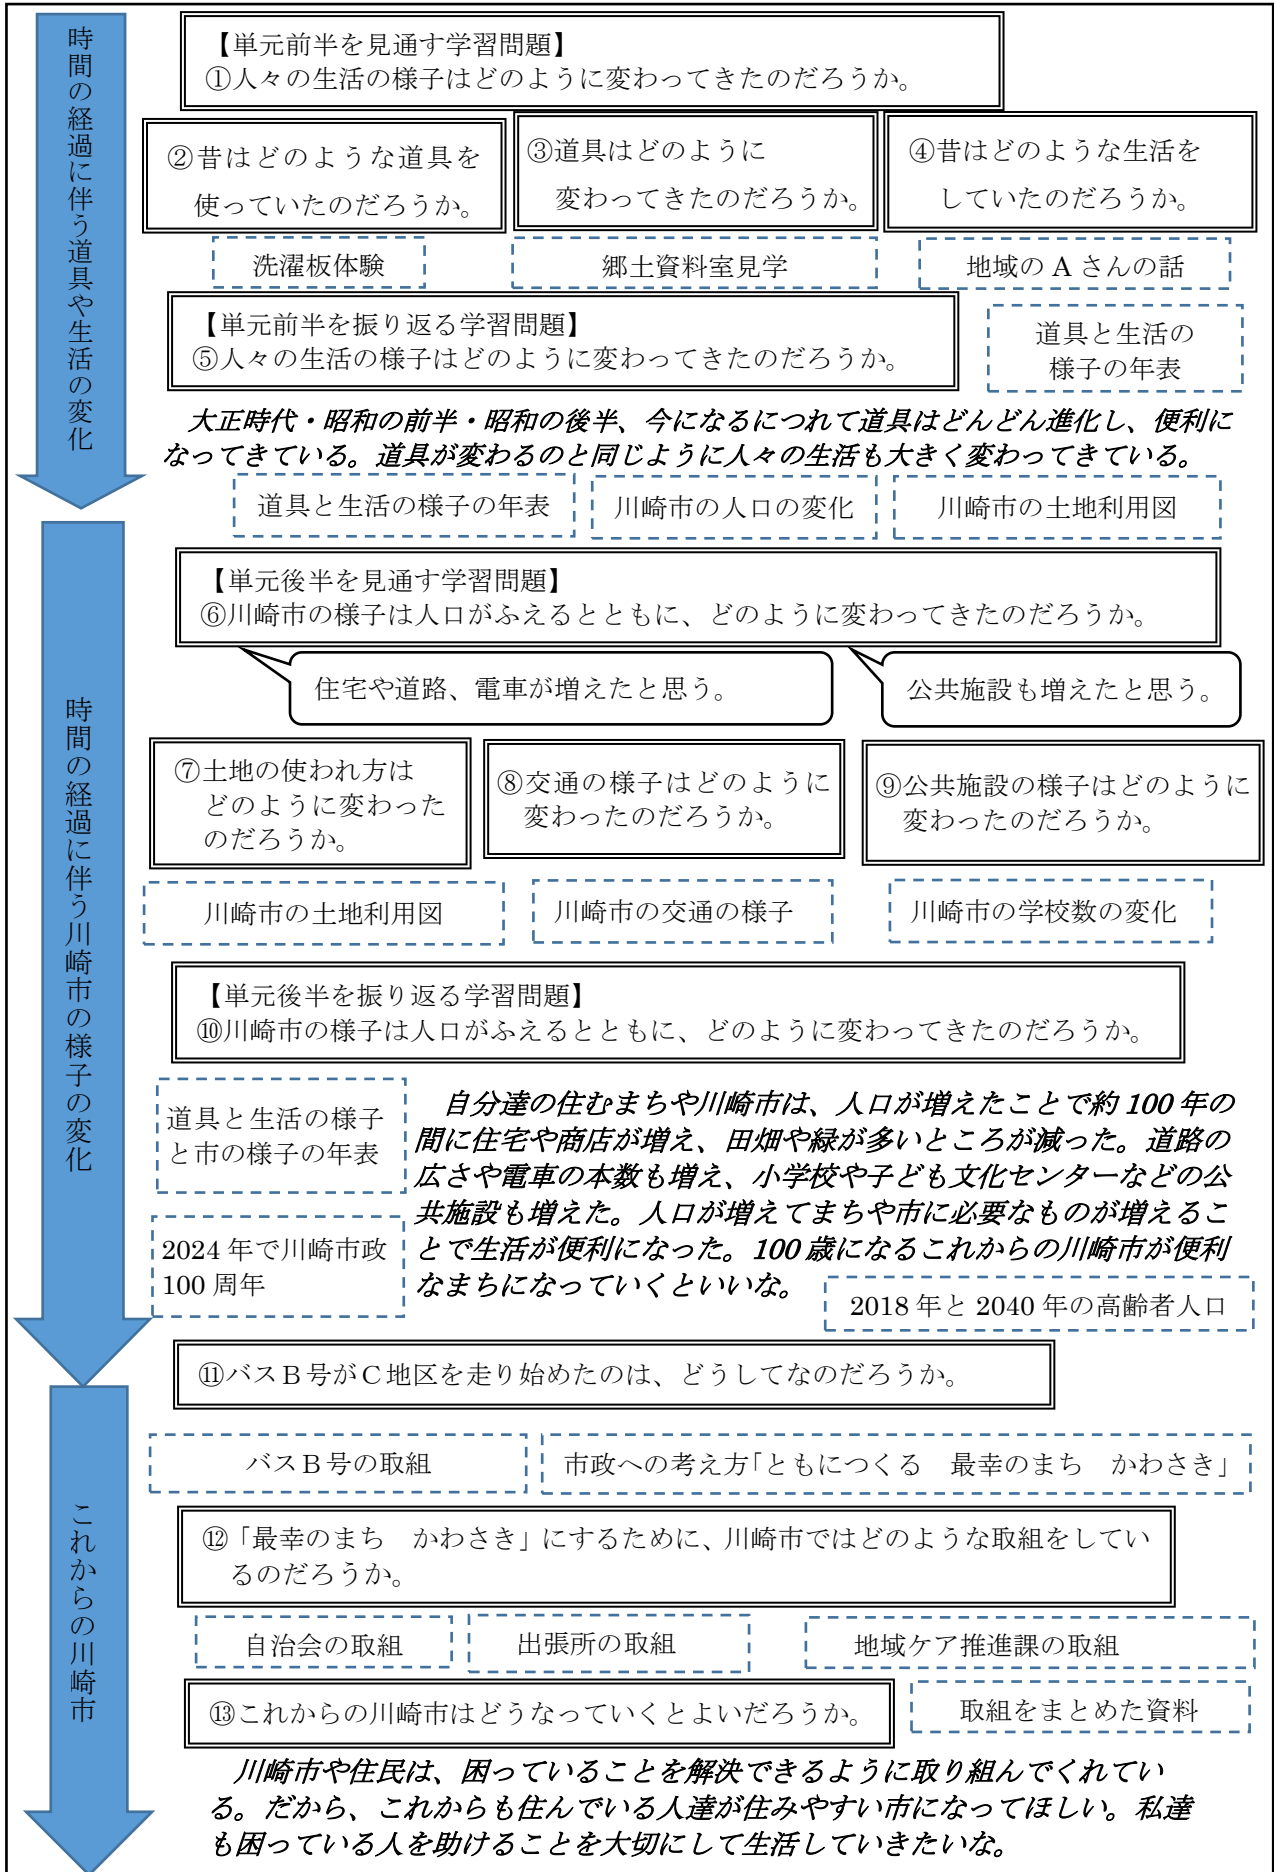 時間の経過に伴う道具や生活の変化
【単元前半を見通す学習問題】
①人々の生活の様子はどのように変わってきたのだろうか。
②昔はどのような道具を
使っていたのだろうか。
③道具はどのように
変わってきたのだろうか。
④昔はどのような生活を
していたのだろうか。
洗濯板体験
郷土資料室見学
地域の A さんの話
【単元前半を振り返る学習問題】
⑤人々の生活の様子はどのように変わってきたのだろうか。
道具と生活の
様子の年表
大正時代・昭和の前半・昭和の後半、今になるにつれて道具はどんどん進化し、便利に
なってきている。道具が変わるのと同じように人々の生活も大きく変わってきている。
時間の経過に伴う川崎市の様子の変化
道具と生活の様子の年表
川崎市の人口の変化
川崎市の土地利用図
【単元後半を見通す学習問題】
⑥川崎市の様子は人口がふえるとともに、どのように変わってきたのだろうか。
住宅や道路、電車が増えたと思う。
公共施設も増えたと思う。
⑦土地の使われ方は
どのように変わった
のだろうか。
⑧交通の様子はどのように
変わったのだろうか。
⑨公共施設の様子はどのように
変わったのだろうか。
川崎市の土地利用図
川崎市の交通の様子
川崎市の学校数の変化
【単元後半を振り返る学習問題】
⑩川崎市の様子は人口がふえるとともに、どのように変わってきたのだろうか。
道具と生活の様子
と市の様子の年表
2024 年で川崎市政
100 周年
自分達の住むまちや川崎市は、人口が増えたことで約 100 年の
間に住宅や商店が増え、田畑や緑が多いところが減った。道路の
広さや電車の本数も増え、小学校や子ども文化センターなどの公
共施設も増えた。人口が増えてまちや市に必要なものが増えるこ
とで生活が便利になった。100 歳になるこれからの川崎市が便利
なまちになっていくといいな。
2018 年と 2040 年の高齢者人口
これからの川崎市
⑪バスＢ号がＣ地区を走り始めたのは、どうしてなのだろうか。
バスＢ号の取組
市政への考え方「ともにつくる　最幸のまち　かわさき」
⑫「最幸のまち　かわさき」にするために、川崎市ではどのような取組をしてい
るのだろうか。
自治会の取組
出張所の取組
地域ケア推進課の取組
⑬これからの川崎市はどうなっていくとよいだろうか。
取組をまとめた資料
川崎市や住民は、困っていることを解決できるように取り組んでくれてい
る。だから、これからも住んでいる人達が住みやすい市になってほしい。私達
も困っている人を助けることを大切にして生活していきたいな。